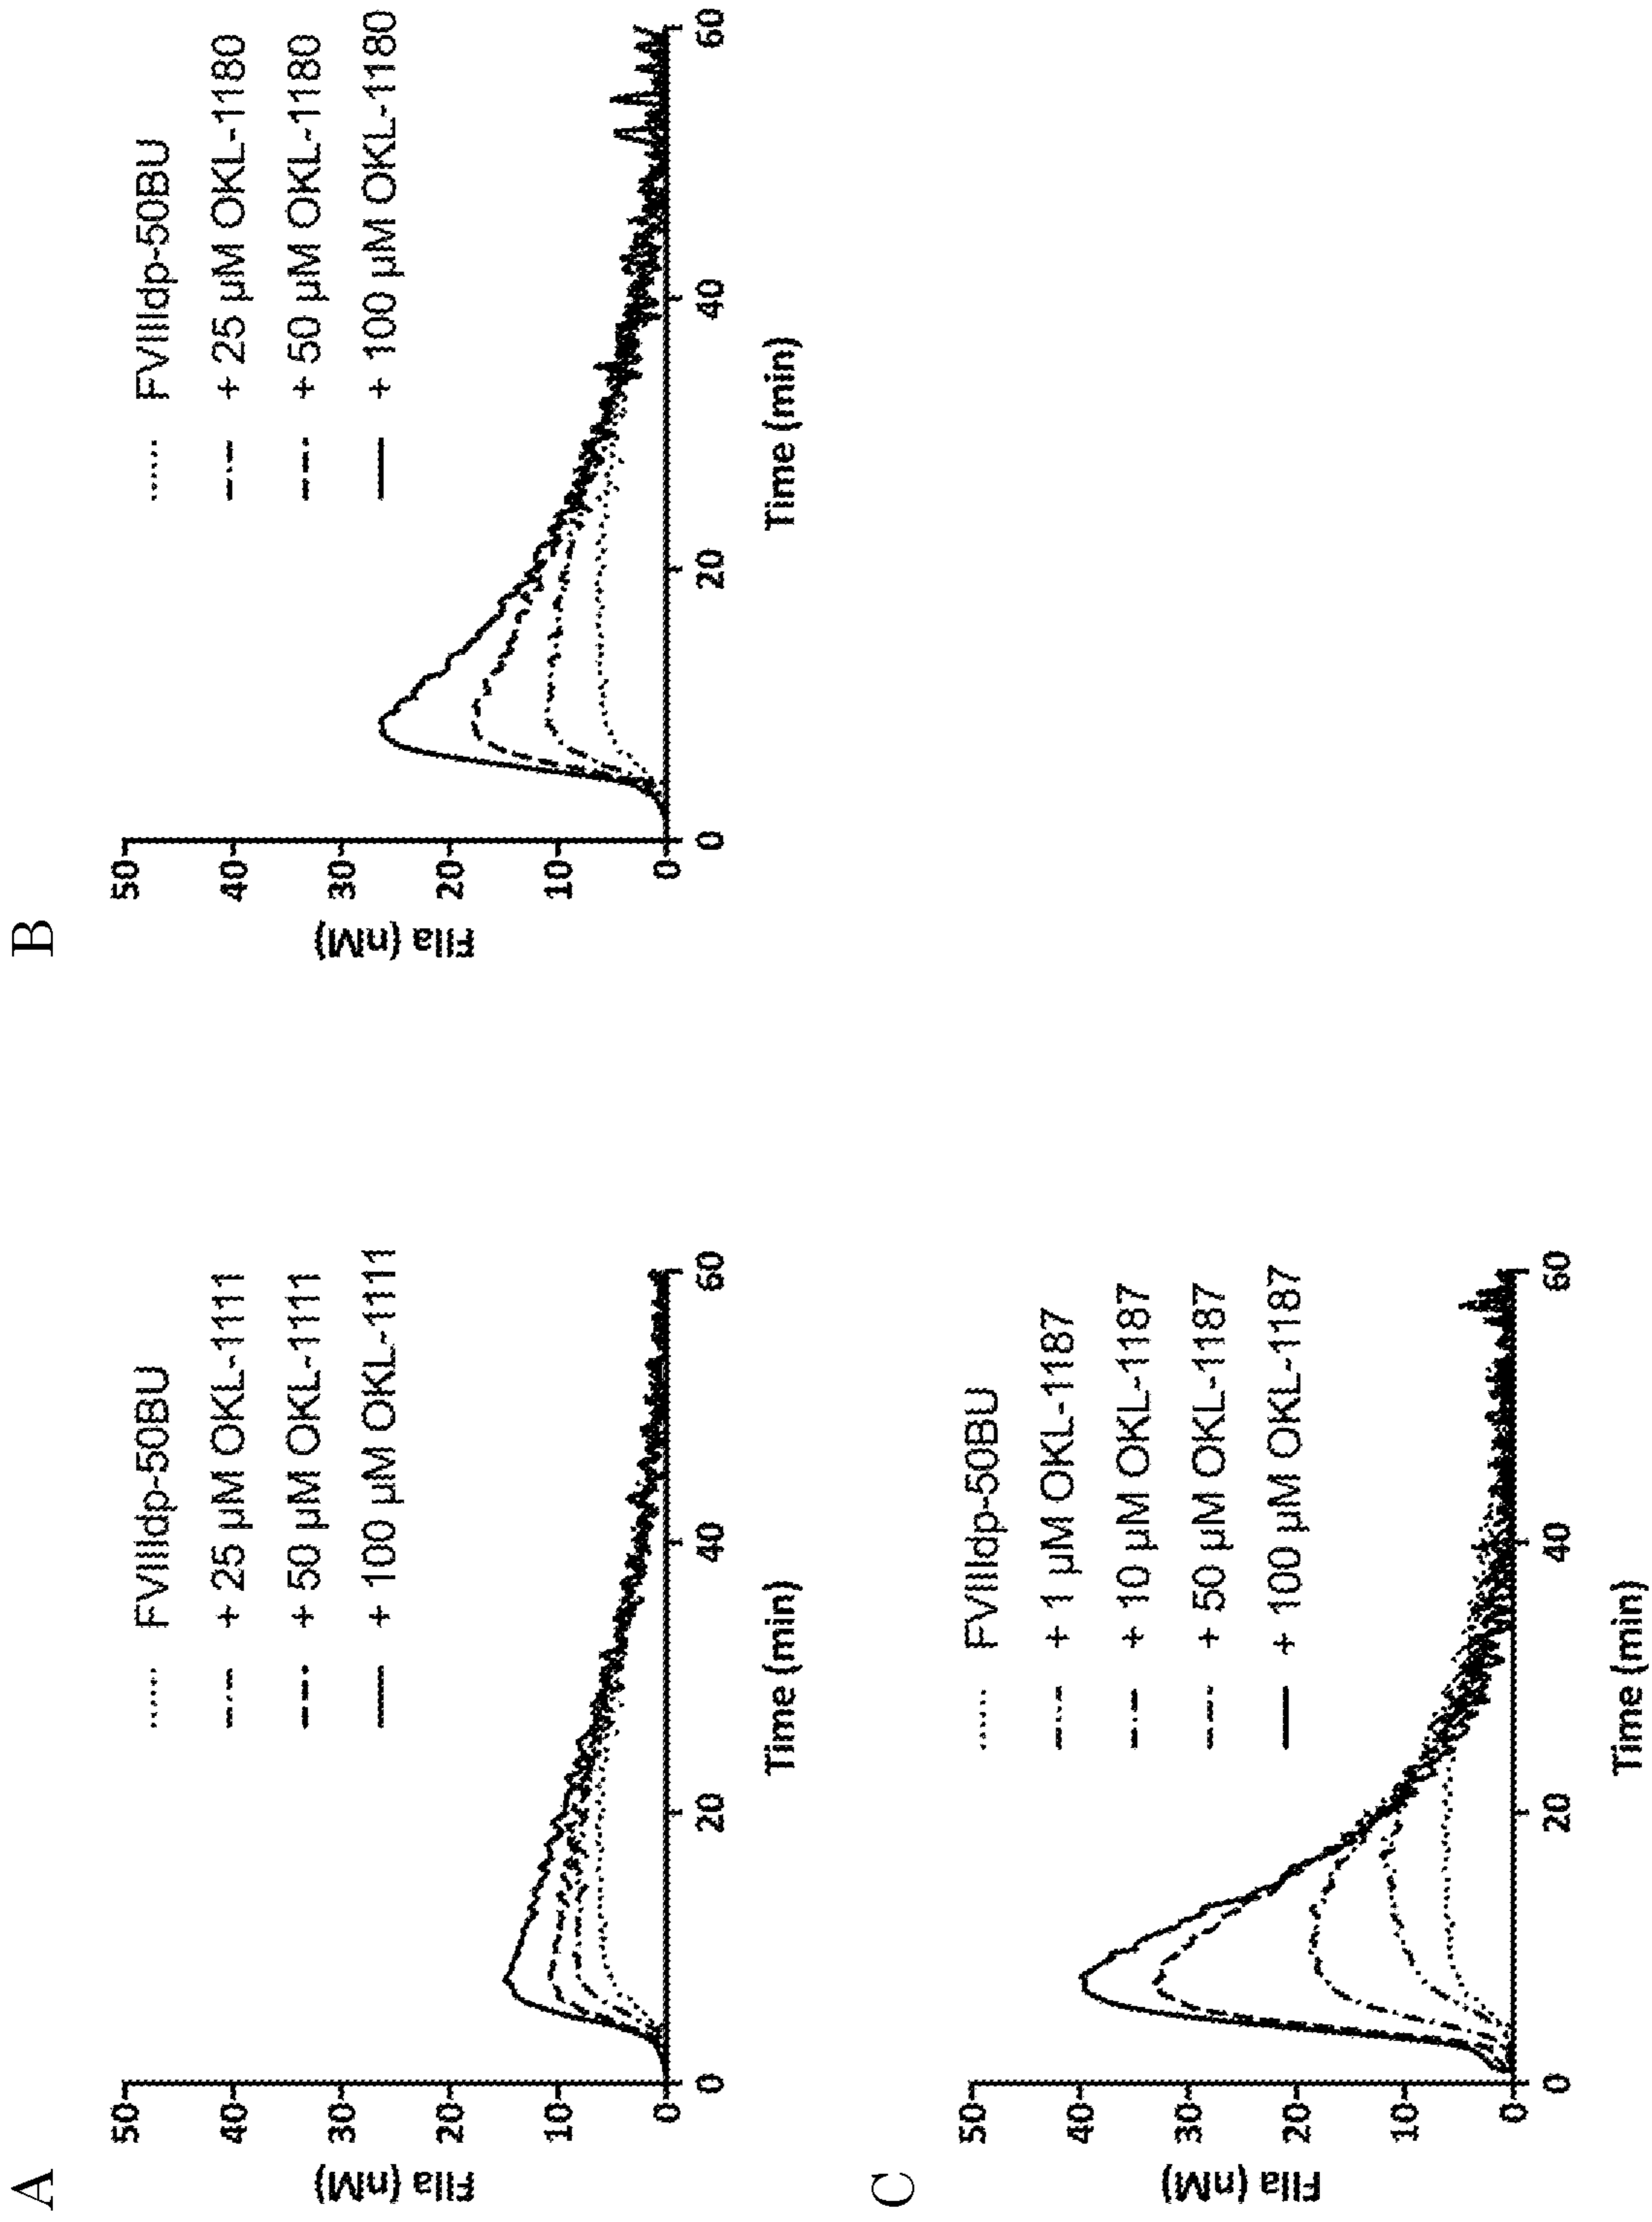 A
FIIa (nM)
50
40
30
20
10
0
0
20
40
60
Time (min)
FVIIIdp-50BU
+ 25 µM OKL-1111
+ 50 µM OKL-1111
+ 100 µM OKL-1111
B
FIIa (nM)
50
40
30
20
10
0
0
20
40
60
Time (min)
FVIIIdp-50BU
+ 25 µM OKL-1180
+ 50 µM OKL-1180
+ 100 µM OKL-1180
C
FIIa (nM)
50
40
30
20
10
0
0
20
40
60
Time (min)
FVIIIdp-50BU
+ 1 µM OKL-1187
+ 10 µM OKL-1187
+ 50 µM OKL-1187
+ 100 µM OKL-1187